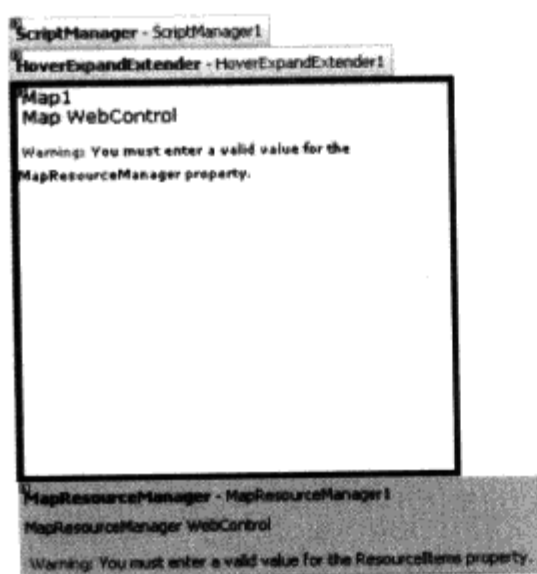 ScriptManager - ScriptManager1
HoverExpandExtender - HoverExpandExtender1
Map1
Map WebControl
Warning: You must enter a valid value for the
MapResourceManager property.
MapResourceManager - MapResourceManager1
MapResourceManager WebControl
Warning: You must enter a valid value for the ResourceItems property.